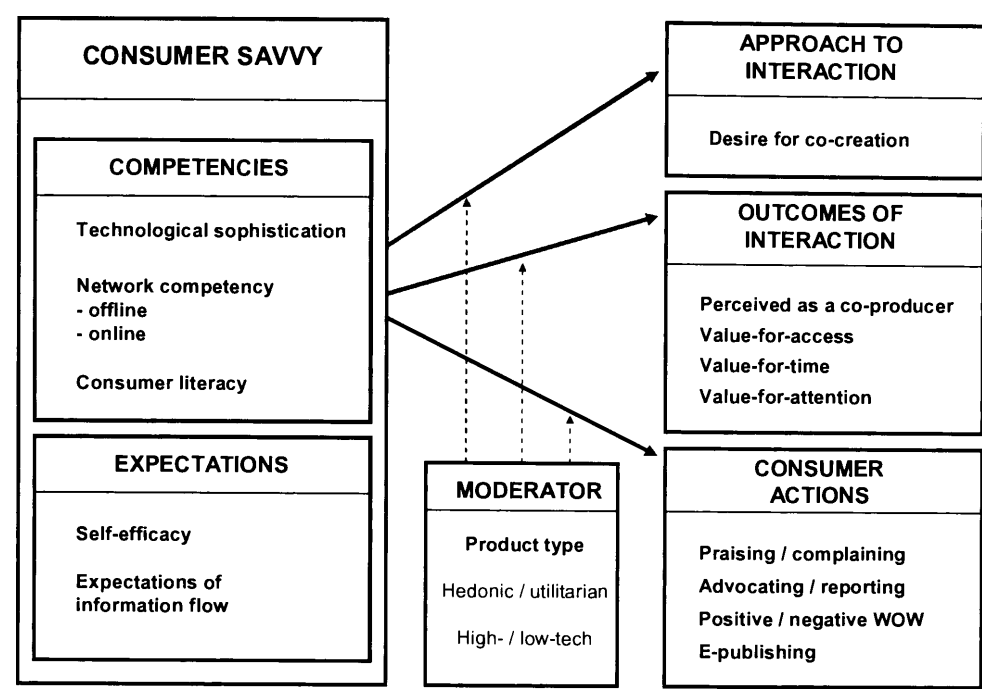 CONSUMER SAVVY
COMPETENCIES
Technological sophistication
Network competency
- offline
- online
Consumer literacy
EXPECTATIONS
Self-efficacy
Expectations of
information flow
MODERATOR
Product type
Hedonic / utilitarian
High- / low-tech
APPROACH TO
INTERACTION
Desire for co-creation
OUTCOMES OF
INTERACTION
Perceived as a co-producer
Value-for-access
Value-for-time
Value-for-attention
CONSUMER
ACTIONS
Praising / complaining
Advocating / reporting
Positive / negative WOW
E-publishing